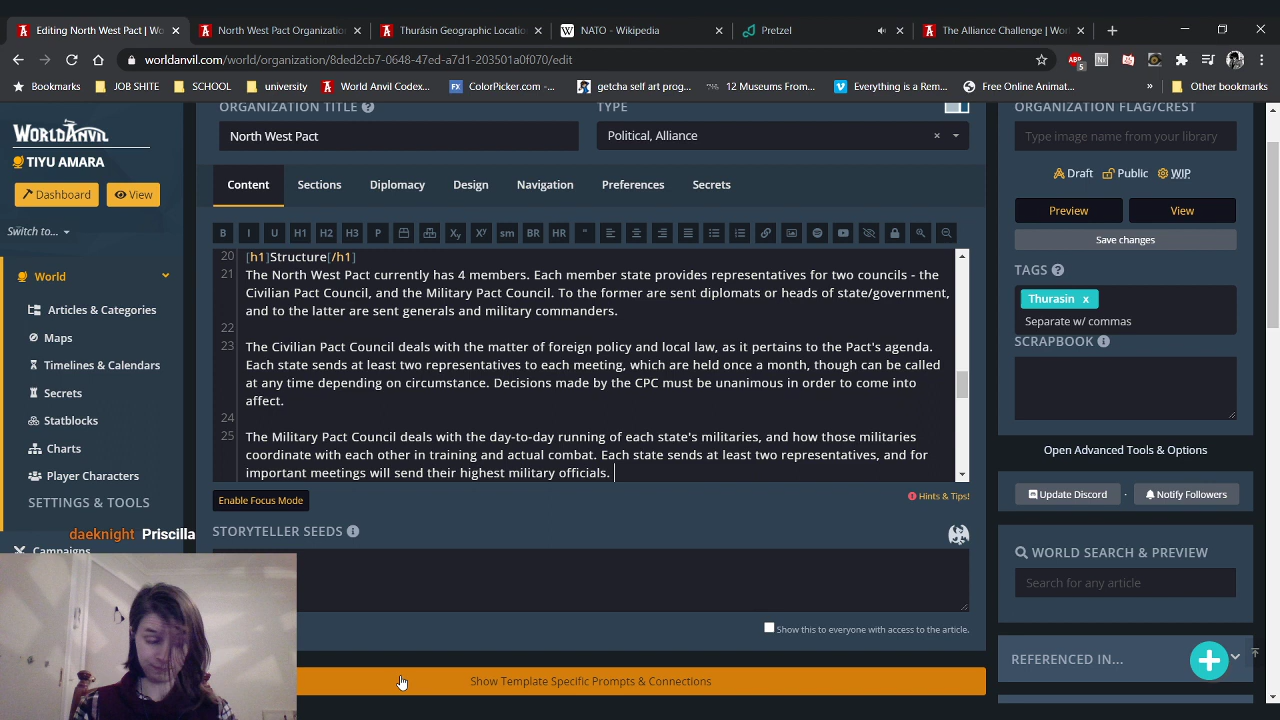 Editing North West Pact | Wo
North West Pact Organization
Thurásin Geographic Locatio
NATO - Wikipedia
Pretzel
The Alliance Challenge | Worl
worldanvil.com/world/organization/8ded2cb7-0648-47ed-a7d1-203501a0f070/edit
Bookmarks
JOB SHITE
SCHOOL
university
World Anvil Codex...
ColorPicker.com -...
getcha self art prog...
12 Museums From...
Everything is a Rem...
Free Online Animat...
Other bookmarks
WORLDANVIL
TIYU AMARA
Dashboard
View
Switch to...
World
Articles & Categories
Maps
Timelines & Calendars
Secrets
Statblocks
Charts
Player Characters
SETTINGS & TOOLS
Campaigns
daeknight Priscilla
ORGANIZATION TITLE
TYPE
North West Pact
Political, Alliance
Content
Sections
Diplomacy
Design
Navigation
Preferences
Secrets
B I U H1 H2 H3 P Xy XY sm BR HR "
20 [h1]Structure[/h1]
21 The North West Pact currently has 4 members. Each member state provides representatives for two councils - the
Civilian Pact Council, and the Military Pact Council. To the former are sent diplomats or heads of state/government,
and to the latter are sent generals and military commanders.
22
23 The Civilian Pact Council deals with the matter of foreign policy and local law, as it pertains to the Pact's agenda.
Each state sends at least two representatives to each meeting, which are held once a month, though can be called
at any time depending on circumstance. Decisions made by the CPC must be unanimous in order to come into
affect.
24
25 The Military Pact Council deals with the day-to-day running of each state's militaries, and how those militaries
coordinate with each other in training and actual combat. Each state sends at least two representatives, and for
important meetings will send their highest military officials.
Enable Focus Mode
Hints & Tips!
STORYTELLER SEEDS
Show this to everyone with access to the article.
Show Template Specific Prompts & Connections
ORGANIZATION FLAG/CREST
Type image name from your library
Draft
Public
WIP
Preview
View
Save changes
TAGS
Thurasin x
Separate w/ commas
SCRAPBOOK
Open Advanced Tools & Options
Update Discord
-
Notify Followers
WORLD SEARCH & PREVIEW
Search for any article
REFERENCED IN...